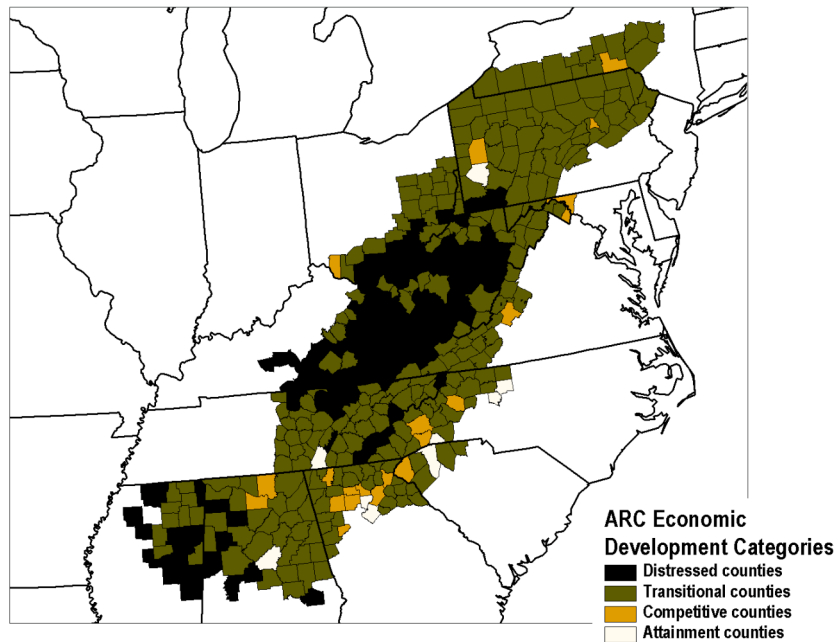 ARC Economic
Development Categories
Distressed counties
Transitional counties
Competitive counties
Attainment counties